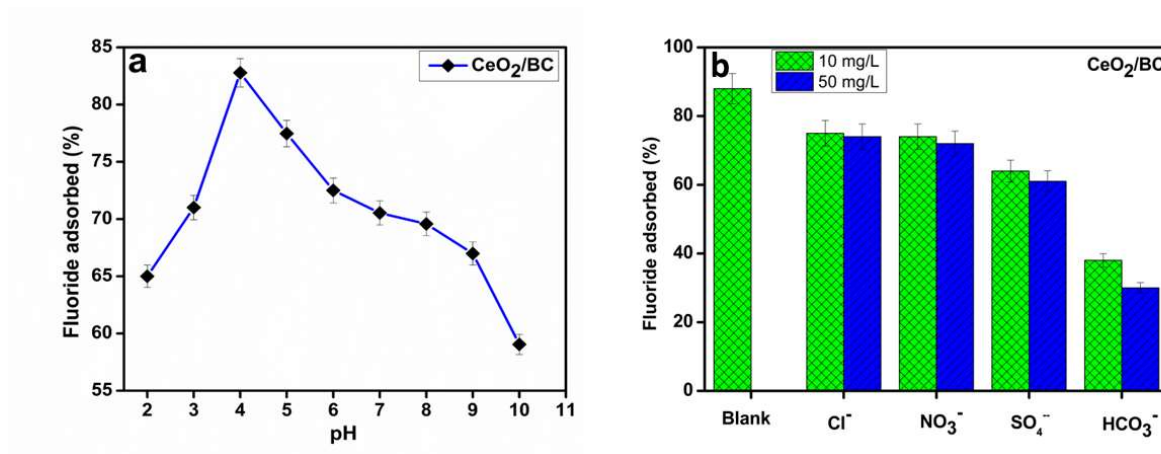 a
CeO2/BC
Fluoride adsorbed (%)
85
80
75
70
65
60
55
2 3 4 5 6 7 8 9 10 11
pH
b
10 mg/L
50 mg/L
CeO2/BC
Fluoride adsorbed (%)
100
80
60
40
20
0
Blank Cl⁻ NO3⁻ SO4⁻⁻ HCO3⁻